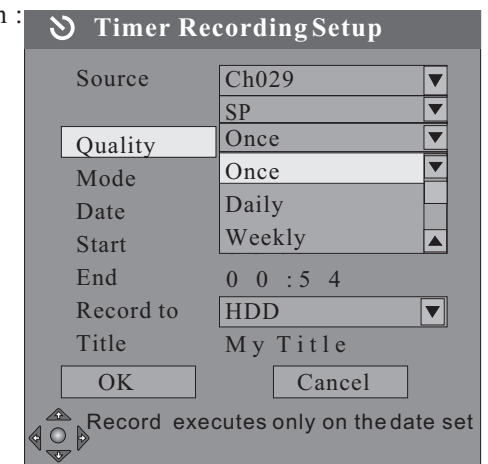 n :
Timer Recording Setup
Source Ch029
SP
Quality Once
Mode Once
Date Daily
Start Weekly
End 0 0 :5 4
Record to HDD
Title My Title
OK Cancel
Record executes only on the date set